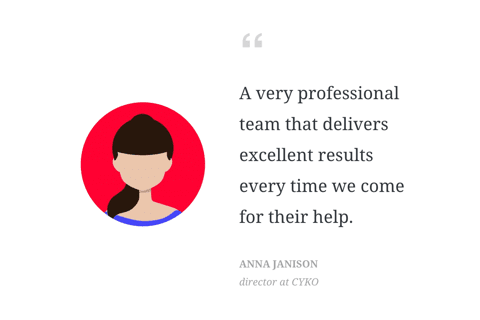 “
A very professional
team that delivers
excellent results
every time we come
for their help.
ANNA JANISON
director at CYKO